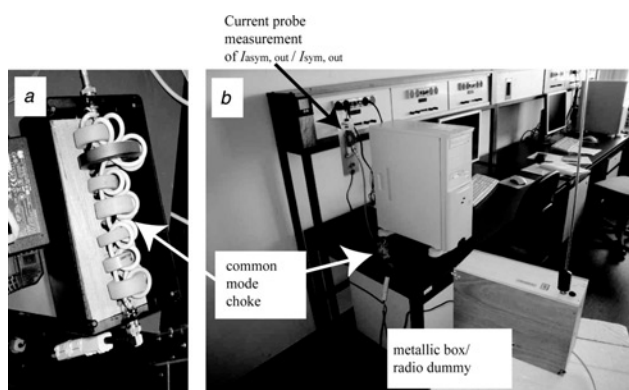 Current probe
measurement
of Iasym, out / Isym, out
a
b
common
mode
choke
metallic box/
radio dummy